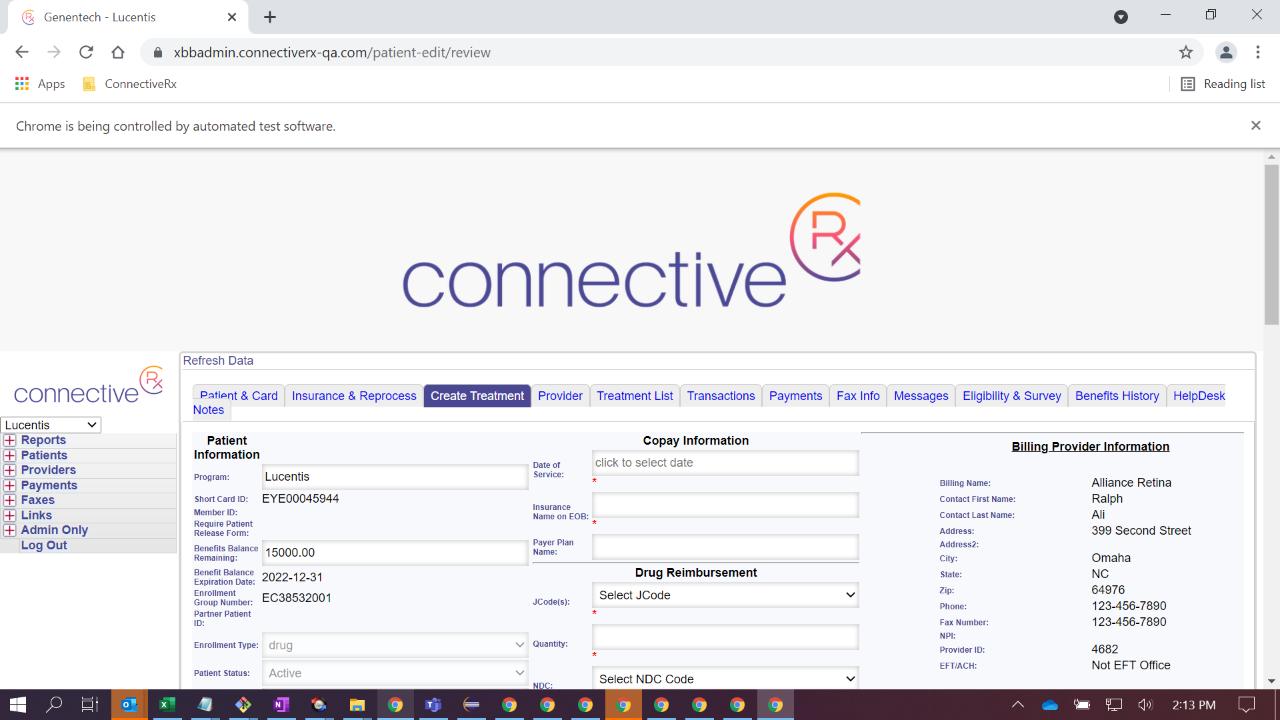 Genentech - Lucentis
xbbadmin.connectiverx-qa.com/patient-edit/review
Apps
ConnectiveRx
Reading list
Chrome is being controlled by automated test software.
connective Rx
Refresh Data
connective Rx
Patient & Card
Insurance & Reprocess
Create Treatment
Provider
Treatment List
Transactions
Payments
Fax Info
Messages
Eligibility & Survey
Benefits History
HelpDesk
Notes
Lucentis
Reports
Patients
Providers
Payments
Faxes
Links
Admin Only
Log Out
Patient
Information
Program: Lucentis
Short Card ID: EYE00045944
Member ID:
Require Patient
Release Form:
Benefits Balance
Remaining: 15000.00
Benefit Balance
Expiration Date: 2022-12-31
Enrollment
Group Number: EC38532001
Partner Patient
ID:
Enrollment Type: drug
Patient Status: Active
Copay Information
Date of
Service: click to select date
*
Insurance
Name on EOB:
*
Payer Plan
Name:
Drug Reimbursement
JCode(s): Select JCode
*
Quantity:
*
NDC: Select NDC Code
Billing Provider Information
Billing Name: Alliance Retina
Contact First Name: Ralph
Contact Last Name: Ali
Address: 399 Second Street
Address2:
City: Omaha
State: NC
Zip: 64976
Phone: 123-456-7890
Fax Number: 123-456-7890
NPI:
Provider ID: 4682
EFT/ACH: Not EFT Office
2:13 PM